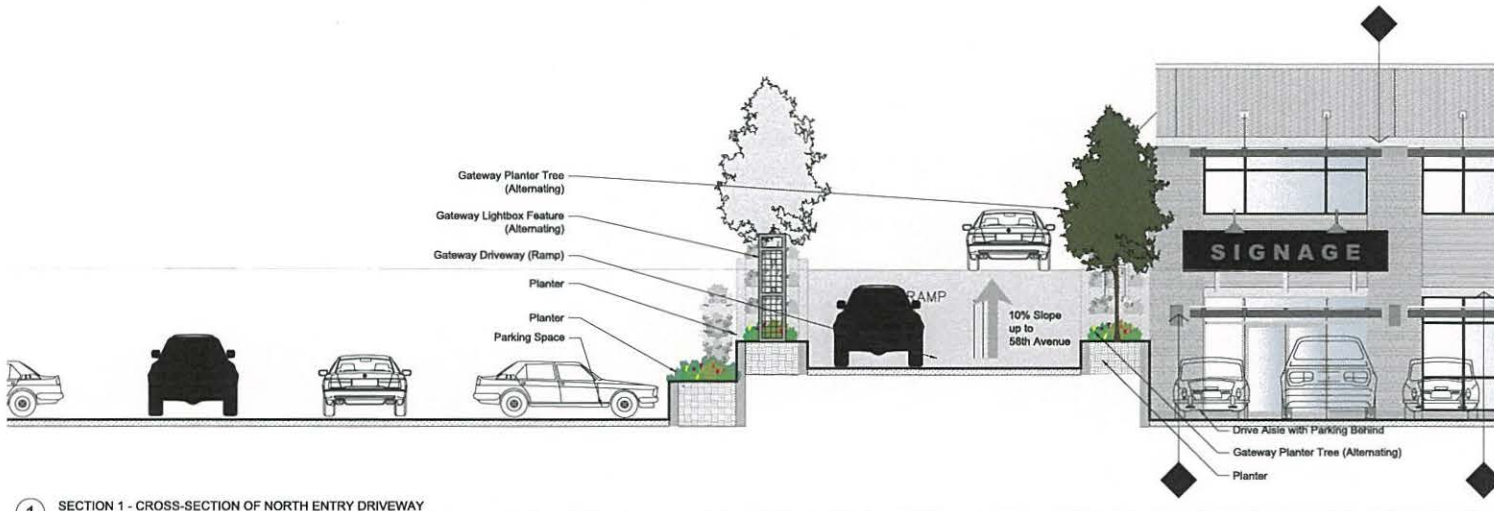 Gateway Planter Tree
(Alternating)
Gateway Lightbox Feature
(Alternating)
Gateway Driveway (Ramp)
Planter
Planter
Parking Space
RAMP
10% Slope
up to
58th Avenue
SIGNAGE
Drive Aisle with Parking Behind
Gateway Planter Tree (Alternating)
Planter
1
SECTION 1 - CROSS-SECTION OF NORTH ENTRY DRIVEWAY